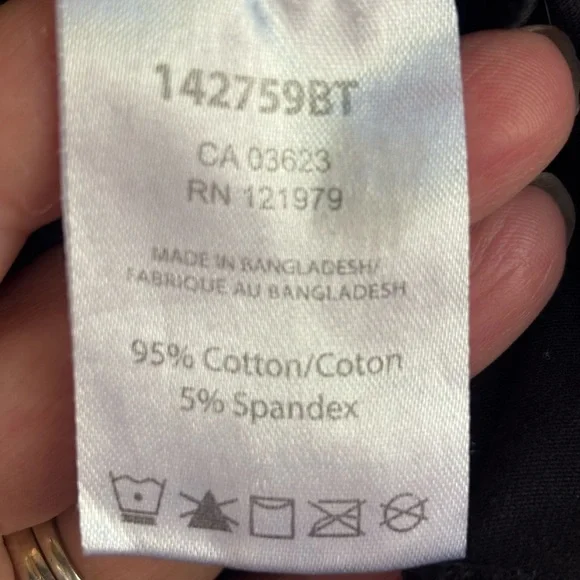 142759BT
CA 03623
RN 121979
MADE IN BANGLADESH/
FABRIQUE AU BANGLADESH
95% Cotton/Coton
5% Spandex